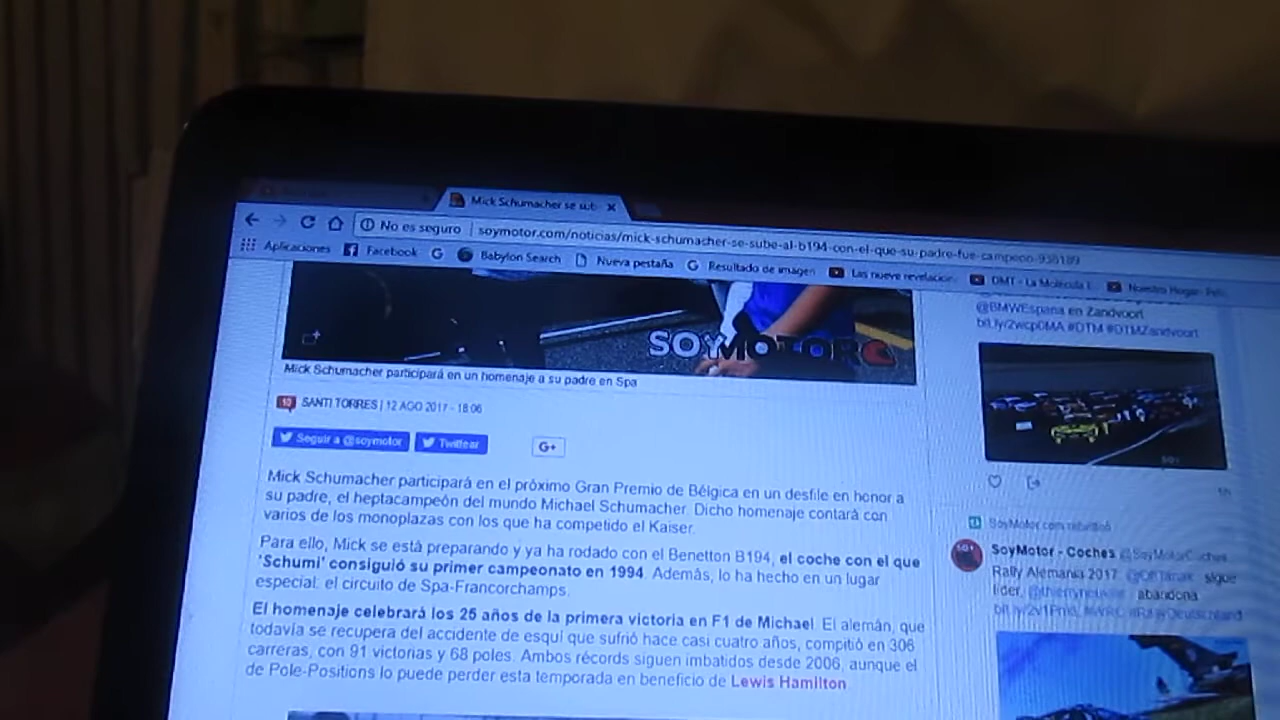 Mick Schumacher se sub
No es seguro | soymotor.com/noticias/mick-schumacher-se-sube-al-b194-con-el-que-su-padre-fue-campeon-938189
Aplicaciones Facebook Babylon Search Nueva pestaña Resultado de imagen Las nueve revelacion DMT - La Molécula
SOYMOTOR
Mick Schumacher participará en un homenaje a su padre en Spa
SANTI TORRES | 12 AGO 2017 - 18:06
Seguir a @soymotor Twittear G+
Mick Schumacher participará en el próximo Gran Premio de Bélgica en un desfile en honor a
su padre, el heptacampeón del mundo Michael Schumacher. Dicho homenaje contará con
varios de los monoplazas con los que ha competido el Kaiser.
Para ello, Mick se está preparando y ya ha rodado con el Benetton B194, el coche con el que
'Schumi' consiguió su primer campeonato en 1994. Además, lo ha hecho en un lugar
especial: el circuito de Spa-Francorchamps.
El homenaje celebrará los 25 años de la primera victoria en F1 de Michael. El alemán, que
todavía se recupera del accidente de esquí que sufrió hace casi cuatro años, compitió en 306
carreras, con 91 victorias y 68 poles. Ambos récords siguen imbatidos desde 2006, aunque el
de Pole-Positions lo puede perder esta temporada en beneficio de Lewis Hamilton
@BMWEspana en Zandvoort
#DTM #DTMZandvoort
SoyMotor.com retwitteó
SoyMotor - Coches @SoyMotorCoches
Rally Alemania 2017: sigue
líder, abandona